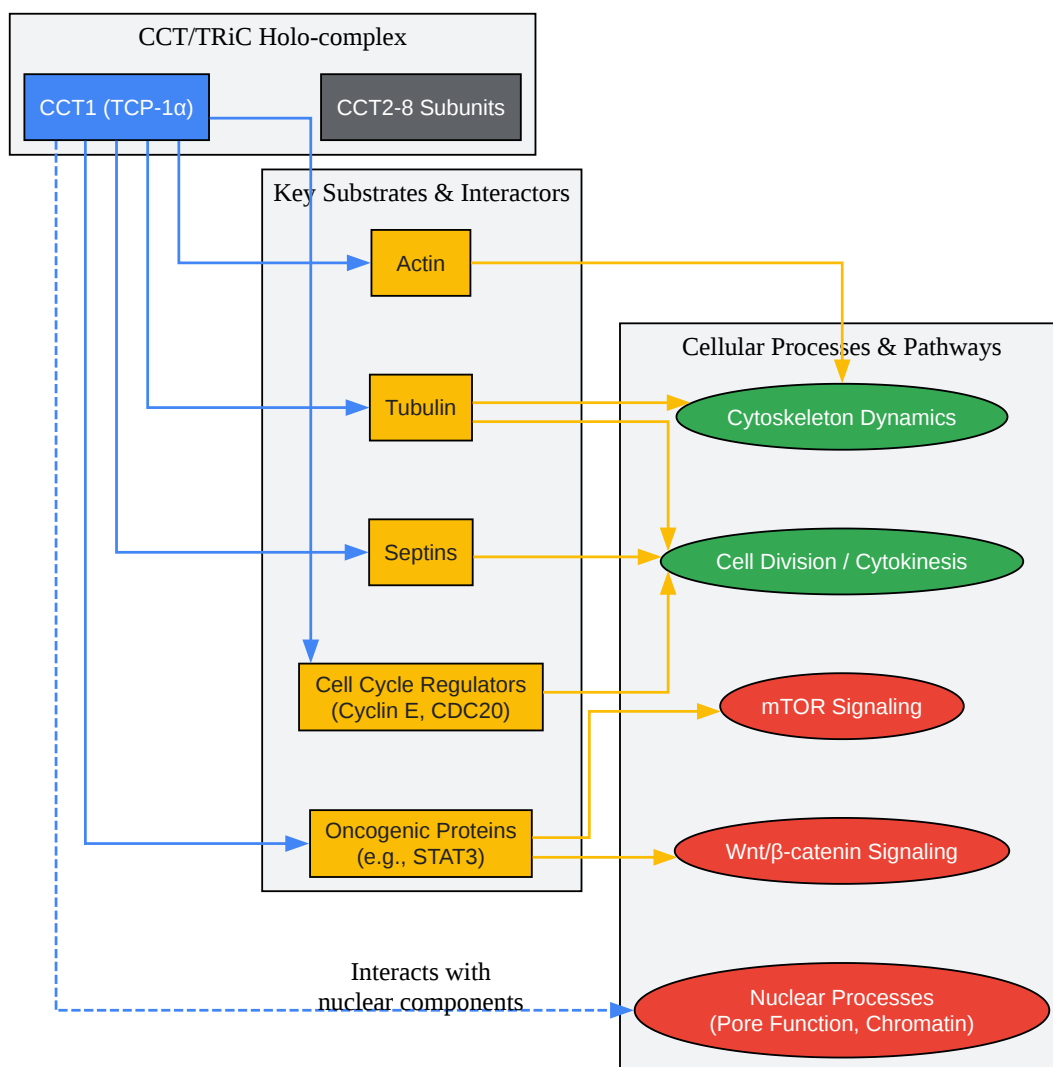 CCT/TRiC Holo-complex
CCT1 (TCP-1α)
CCT2-8 Subunits
Key Substrates & Interactors
Actin
Cellular Processes & Pathways
Tubulin
Cytoskeleton Dynamics
Septins
Cell Division / Cytokinesis
Cell Cycle Regulators
(Cyclin E, CDC20)
mTOR Signaling
Oncogenic Proteins
(e.g., STAT3)
Wnt/β-catenin Signaling
Interacts with
nuclear components
Nuclear Processes
(Pore Function, Chromatin)